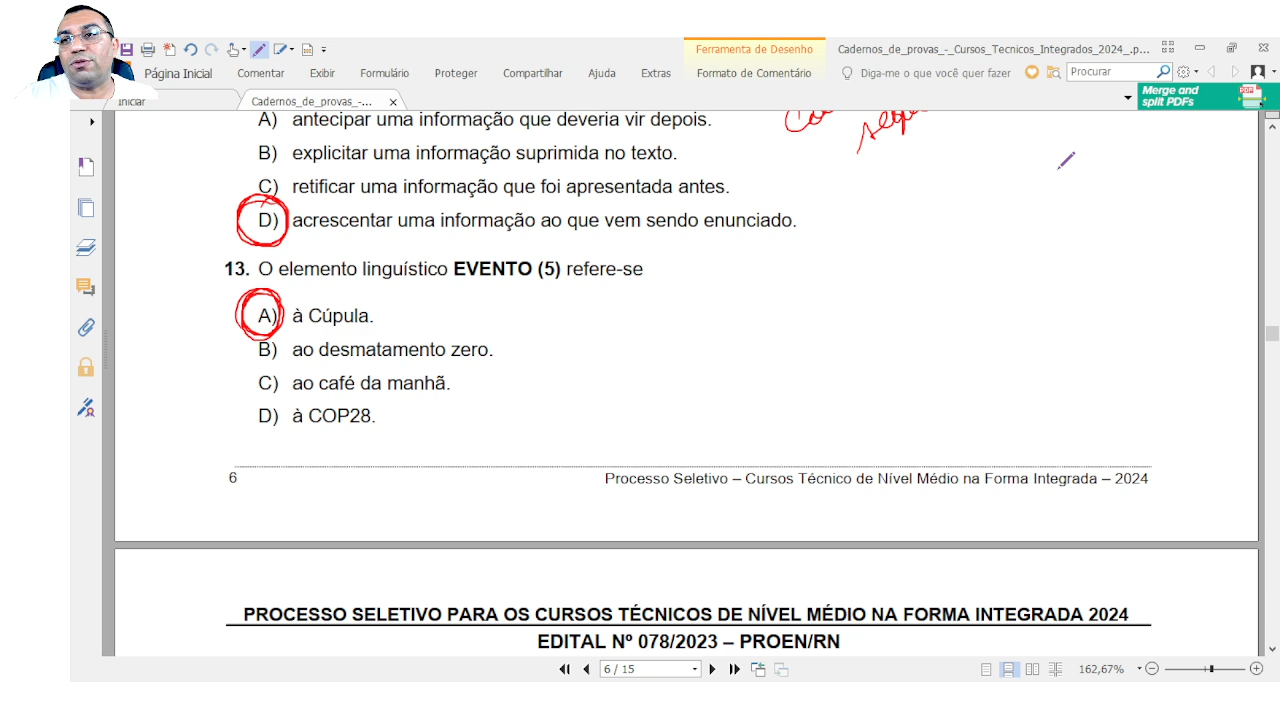 Ferramenta de Desenho
Cadernos_de_provas_-_Cursos_Tecnicos_Integrados_2024_.p...
Página Inicial Comentar Exibir Formulário Proteger Compartilhar Ajuda Extras Formato de Comentário Diga-me o que você quer fazer Procurar
Iniciar Cadernos_de_provas_-... Merge and
split PDFs
A) antecipar uma informação que deveria vir depois.
B) explicitar uma informação suprimida no texto.
C) retificar uma informação que foi apresentada antes.
D) acrescentar uma informação ao que vem sendo enunciado.
13. O elemento linguístico EVENTO (5) refere-se
A) à Cúpula.
B) ao desmatamento zero.
C) ao café da manhã.
D) à COP28.
6 Processo Seletivo – Cursos Técnico de Nível Médio na Forma Integrada – 2024
PROCESSO SELETIVO PARA OS CURSOS TÉCNICOS DE NÍVEL MÉDIO NA FORMA INTEGRADA 2024
EDITAL Nº 078/2023 – PROEN/RN
6 / 15 162,67%